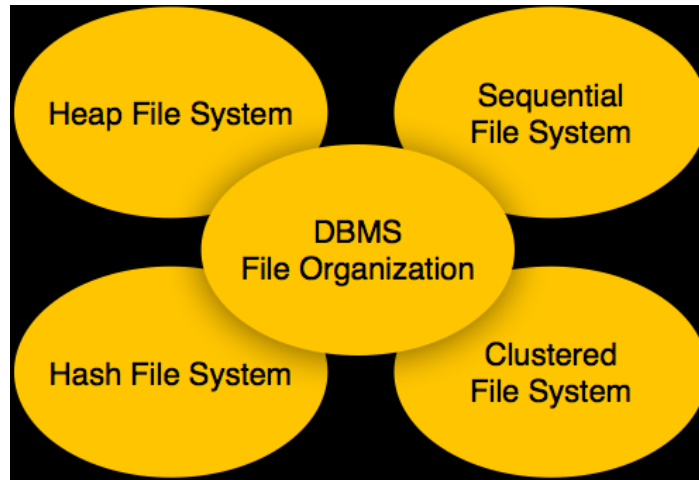 Heap File System
Sequential
File System
DBMS
File Organization
Hash File System
Clustered
File System